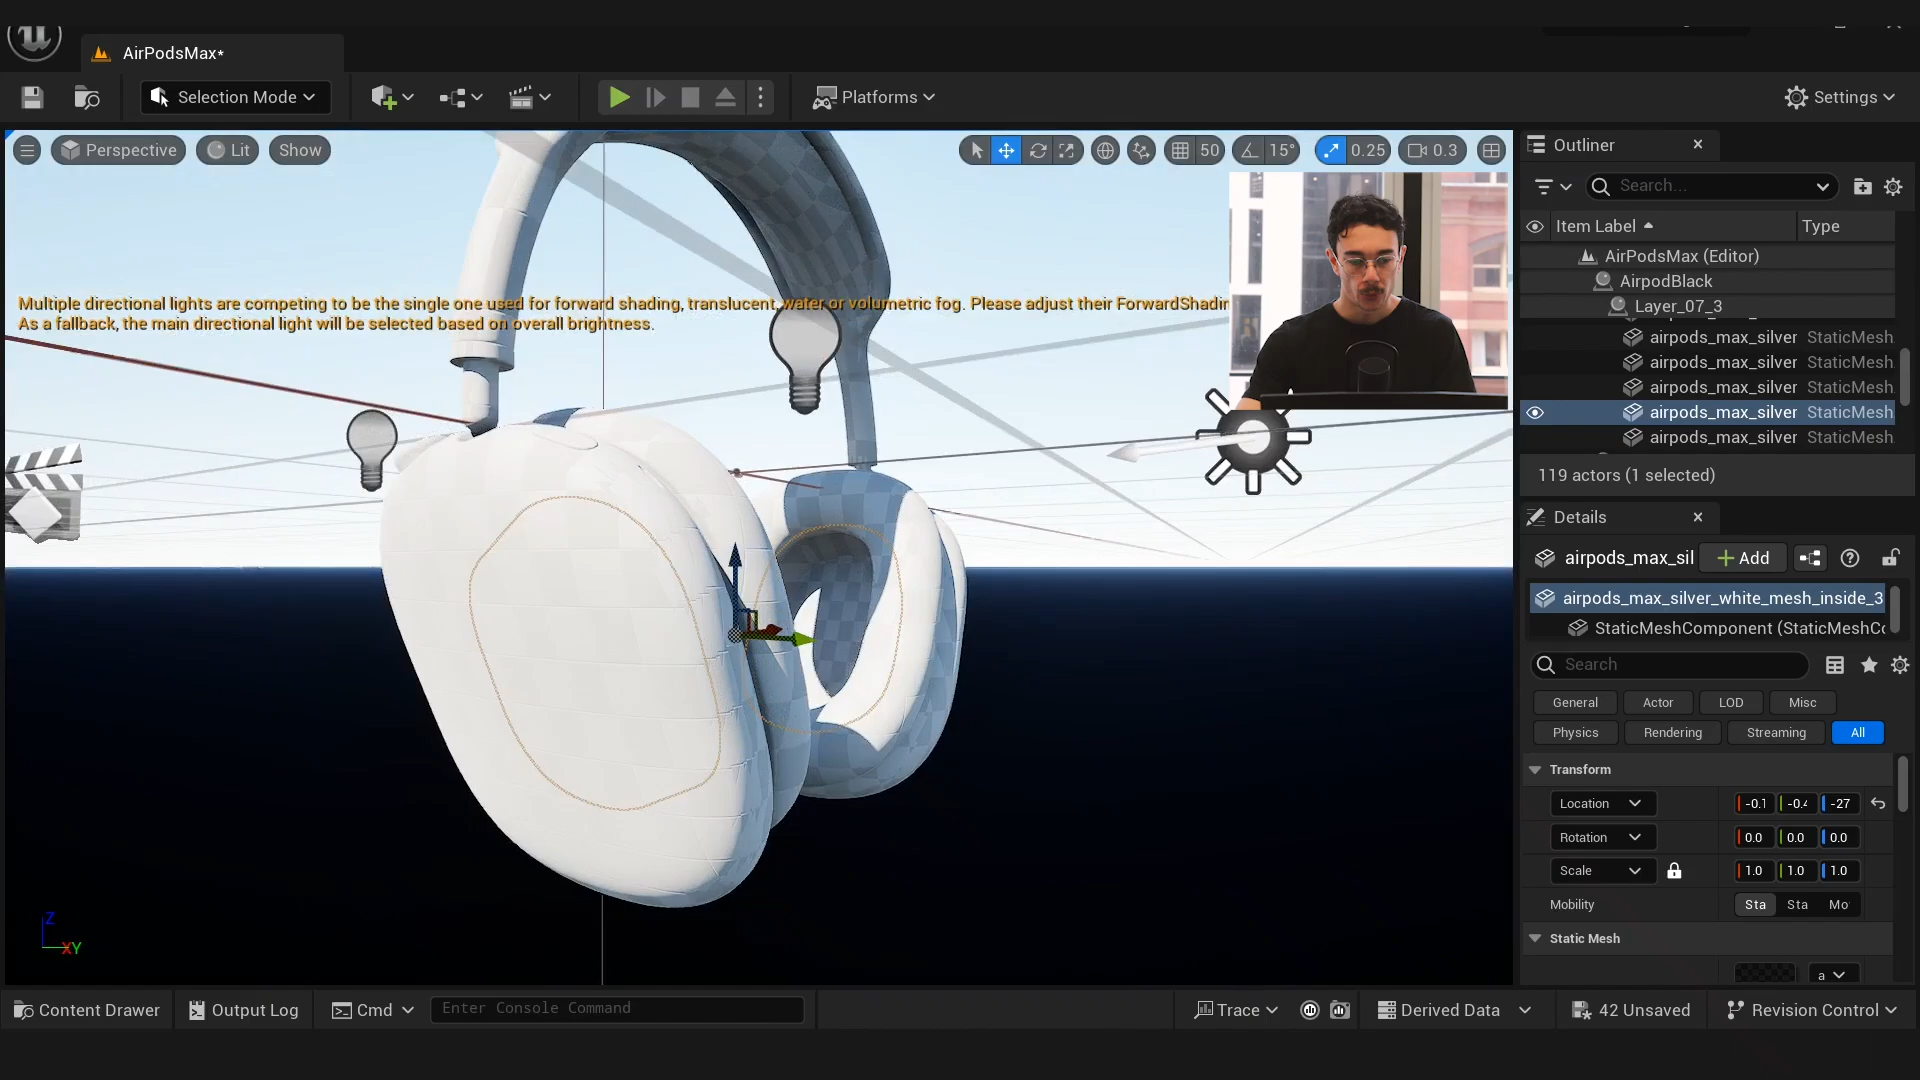 AirPodsMax*
Selection Mode
Platforms
Settings
Perspective
Lit
Show
50
15°
0.25
0.3
Multiple directional lights are competing to be the single one used for forward shading, translucent, water or volumetric fog. Please adjust their ForwardShadin
As a fallback, the main directional light will be selected based on overall brightness.
Z
XY
Outliner
Search...
Item Label
Type
AirPodsMax (Editor)
AirpodBlack
Layer_07_3
airpods_max_silver StaticMesh
airpods_max_silver StaticMesh
airpods_max_silver StaticMesh
airpods_max_silver StaticMesh
airpods_max_silver StaticMesh
119 actors (1 selected)
Details
airpods_max_sil
Add
airpods_max_silver_white_mesh_inside_3
StaticMeshComponent (StaticMeshCo
Search
General
Actor
LOD
Misc
Physics
Rendering
Streaming
All
Transform
Location -0.1 -0.4 -27
Rotation 0.0 0.0 0.0
Scale 1.0 1.0 1.0
Mobility Sta Sta Mo
Static Mesh
a
Content Drawer
Output Log
Cmd
Enter Console Command
Trace
Derived Data
42 Unsaved
Revision Control